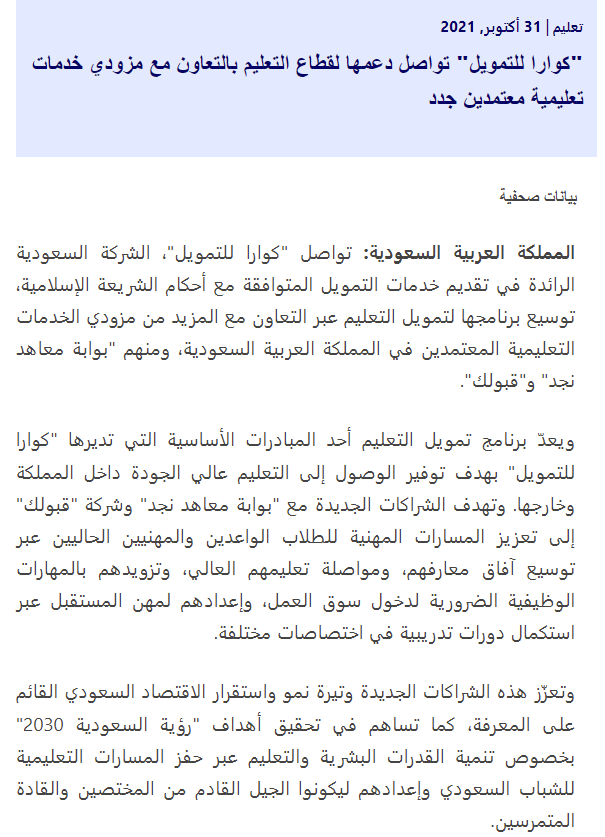 تعليم | 31 أكتوبر, 2021
"كوارا للتمويل" تواصل دعمها لقطاع التعليم بالتعاون مع مزودي خدمات
تعليمية معتمدين جدد
بيانات صحفية
المملكة العربية السعودية: تواصل "كوارا للتمويل"، الشركة السعودية
الرائدة في تقديم خدمات التمويل المتوافقة مع أحكام الشريعة الإسلامية،
توسيع برنامجها لتمويل التعليم عبر التعاون مع المزيد من مزودي الخدمات
التعليمية المعتمدين في المملكة العربية السعودية، ومنهم "بوابة معاهد
نجد" و"قبولك".
ويعدّ برنامج تمويل التعليم أحد المبادرات الأساسية التي تديرها "كوارا
للتمويل" بهدف توفير الوصول إلى التعليم عالي الجودة داخل المملكة
وخارجها. وتهدف الشراكات الجديدة مع "بوابة معاهد نجد" وشركة "قبولك"
إلى تعزيز المسارات المهنية للطلاب الواعدين والمهنيين الحاليين عبر
توسيع آفاق معارفهم، ومواصلة تعليمهم العالي، وتزويدهم بالمهارات
الوظيفية الضرورية لدخول سوق العمل، وإعدادهم لمهن المستقبل عبر
استكمال دورات تدريبية في اختصاصات مختلفة.
وتعزّز هذه الشراكات الجديدة وتيرة نمو واستقرار الاقتصاد السعودي القائم
على المعرفة، كما تساهم في تحقيق أهداف "رؤية السعودية 2030"
بخصوص تنمية القدرات البشرية والتعليم عبر حفز المسارات التعليمية
للشباب السعودي وإعدادهم ليكونوا الجيل القادم من المختصين والقادة
المتمرسين.